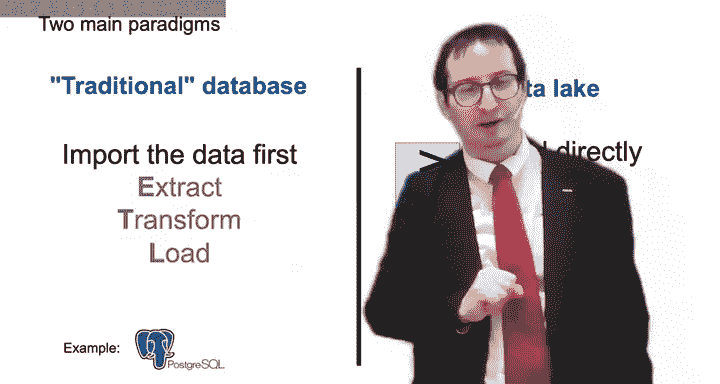 Two main paradigms
"Traditional" database
ta lake
Import the data first
directly
Extract
Transform
Load
Example:
PostgreSQL